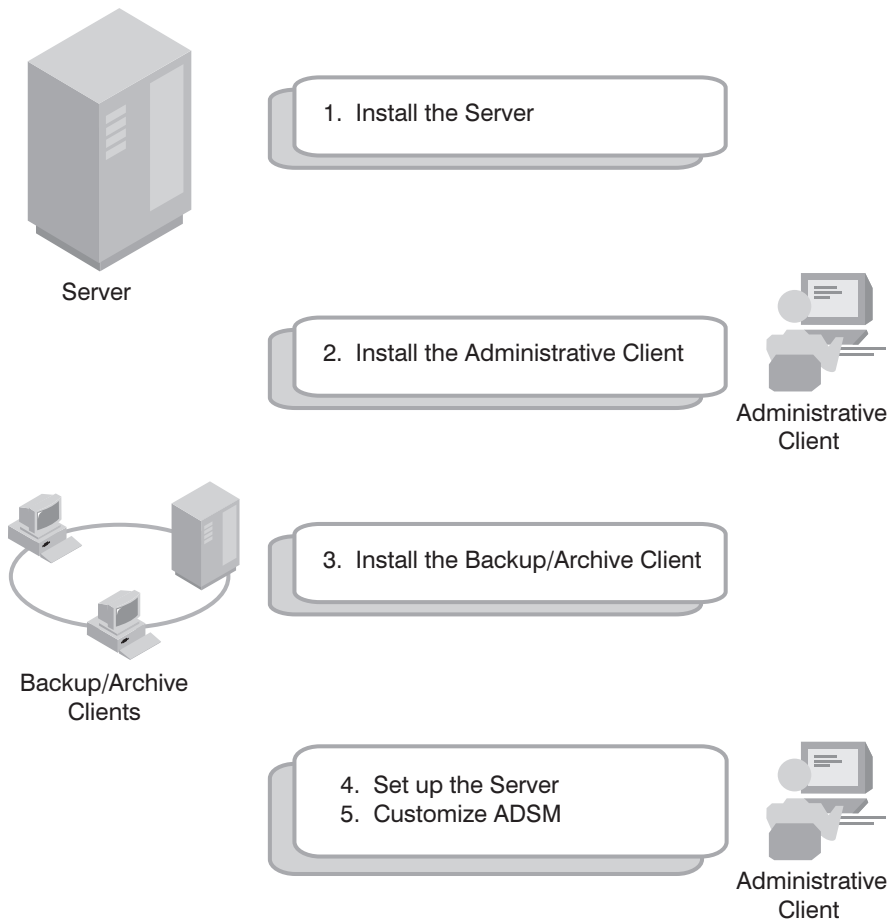 1. Install the Server
Server
2. Install the Administrative Client
Administrative
Client
3. Install the Backup/Archive Client
Backup/Archive
Clients
4. Set up the Server
5. Customize ADSM
Administrative
Client